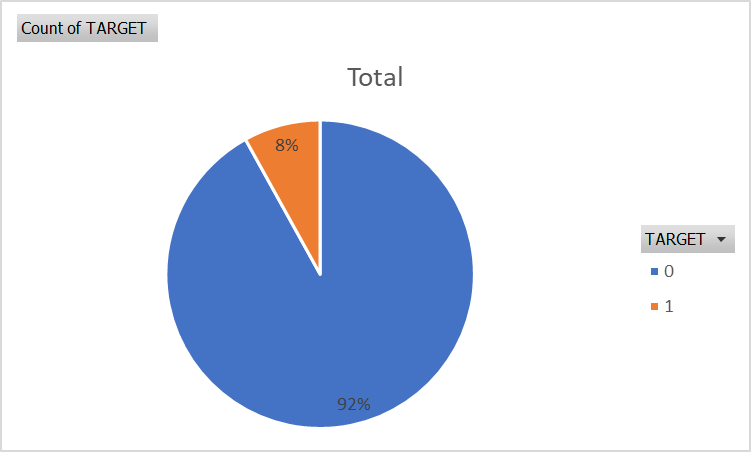 Count of TARGET
Total
8%
92%
TARGET
0
1